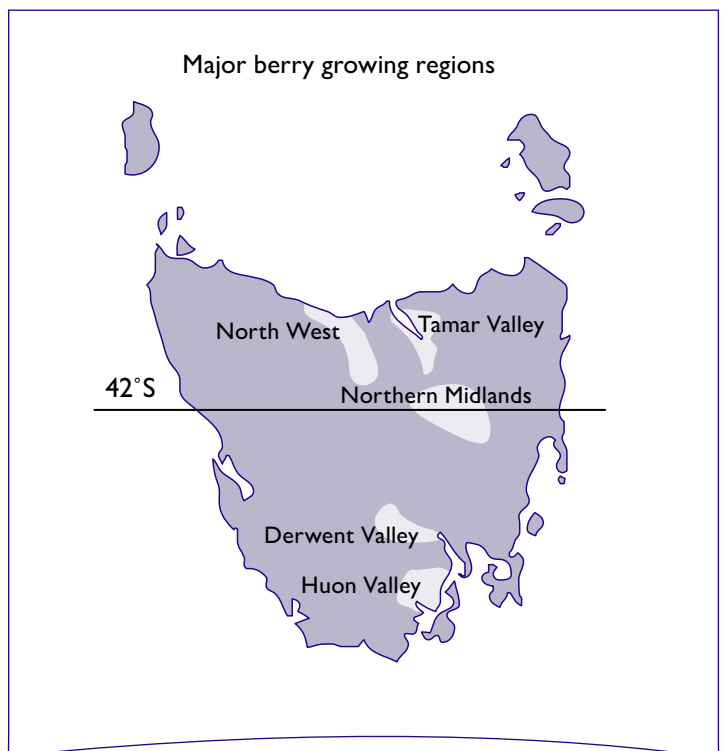 Major berry growing regions
North West
Tamar Valley
42˚S
Northern Midlands
Derwent Valley
Huon Valley